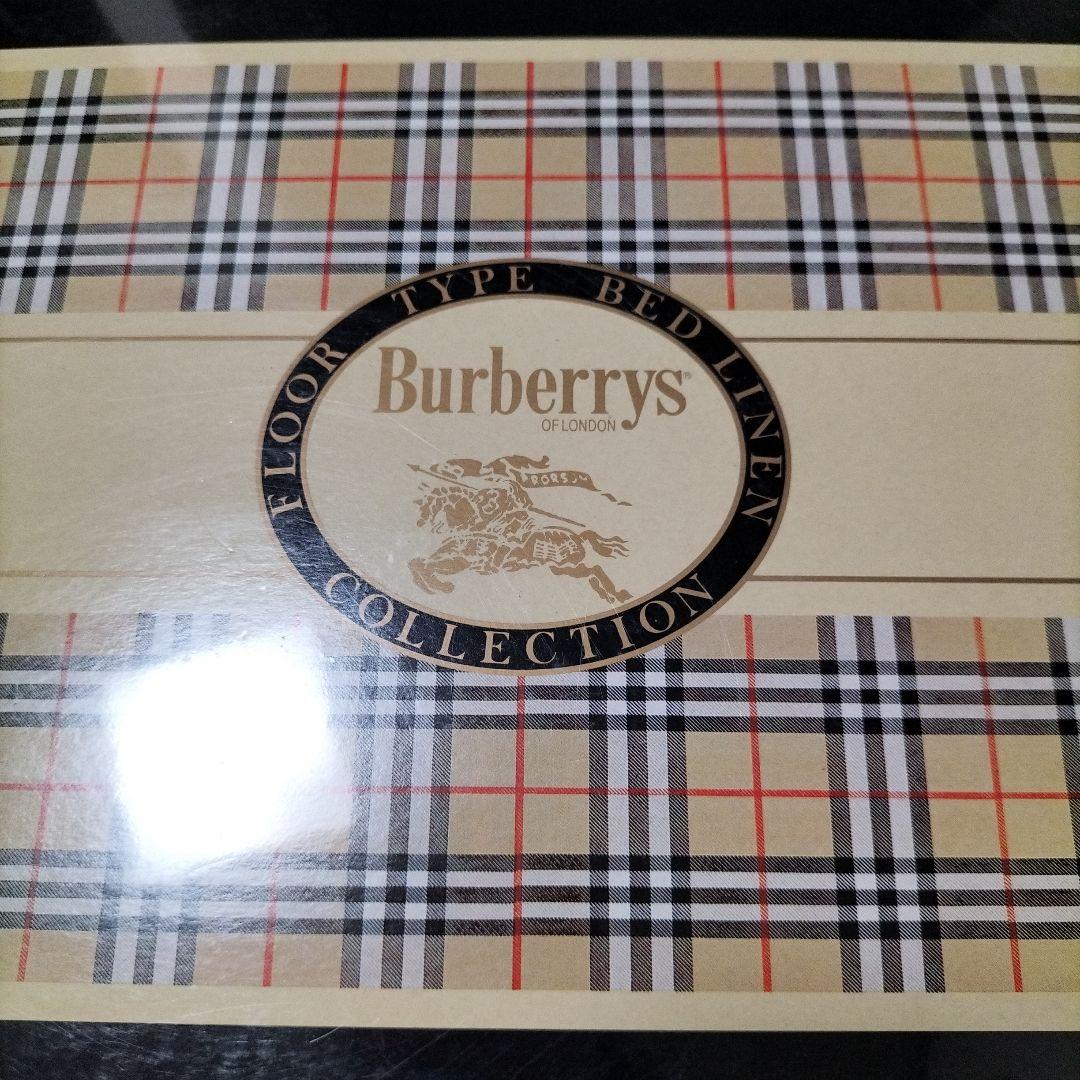 FLOOR TYPE BED LINEN
Burberrys®
OF LONDON
PRORSUM
COLLECTION